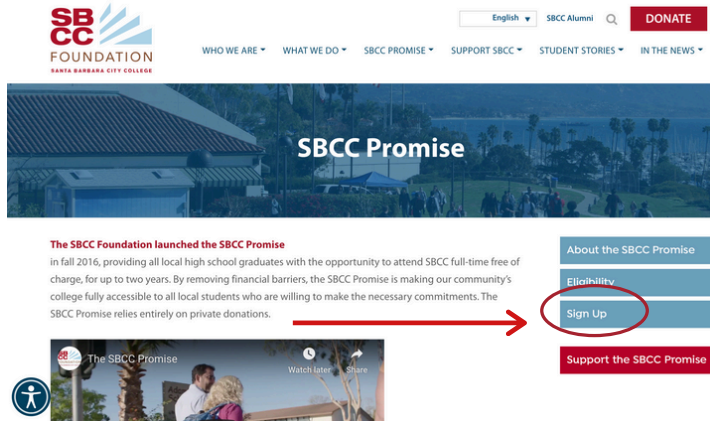 SB
CC
FOUNDATION
SANTA BARBARA CITY COLLEGE
English
SBCC Alumni
DONATE
WHO WE ARE
WHAT WE DO
SBCC PROMISE
SUPPORT SBCC
STUDENT STORIES
IN THE NEWS
SBCC Promise
The SBCC Foundation launched the SBCC Promise
in fall 2016, providing all local high school graduates with the opportunity to attend SBCC full-time free of
charge, for up to two years. By removing financial barriers, the SBCC Promise is making our community's
college fully accessible to all local students who are willing to make the necessary commitments. The
SBCC Promise relies entirely on private donations.
About the SBCC Promise
Eligibility
Sign Up
Support the SBCC Promise
The SBCC Promise
Watch later
Share